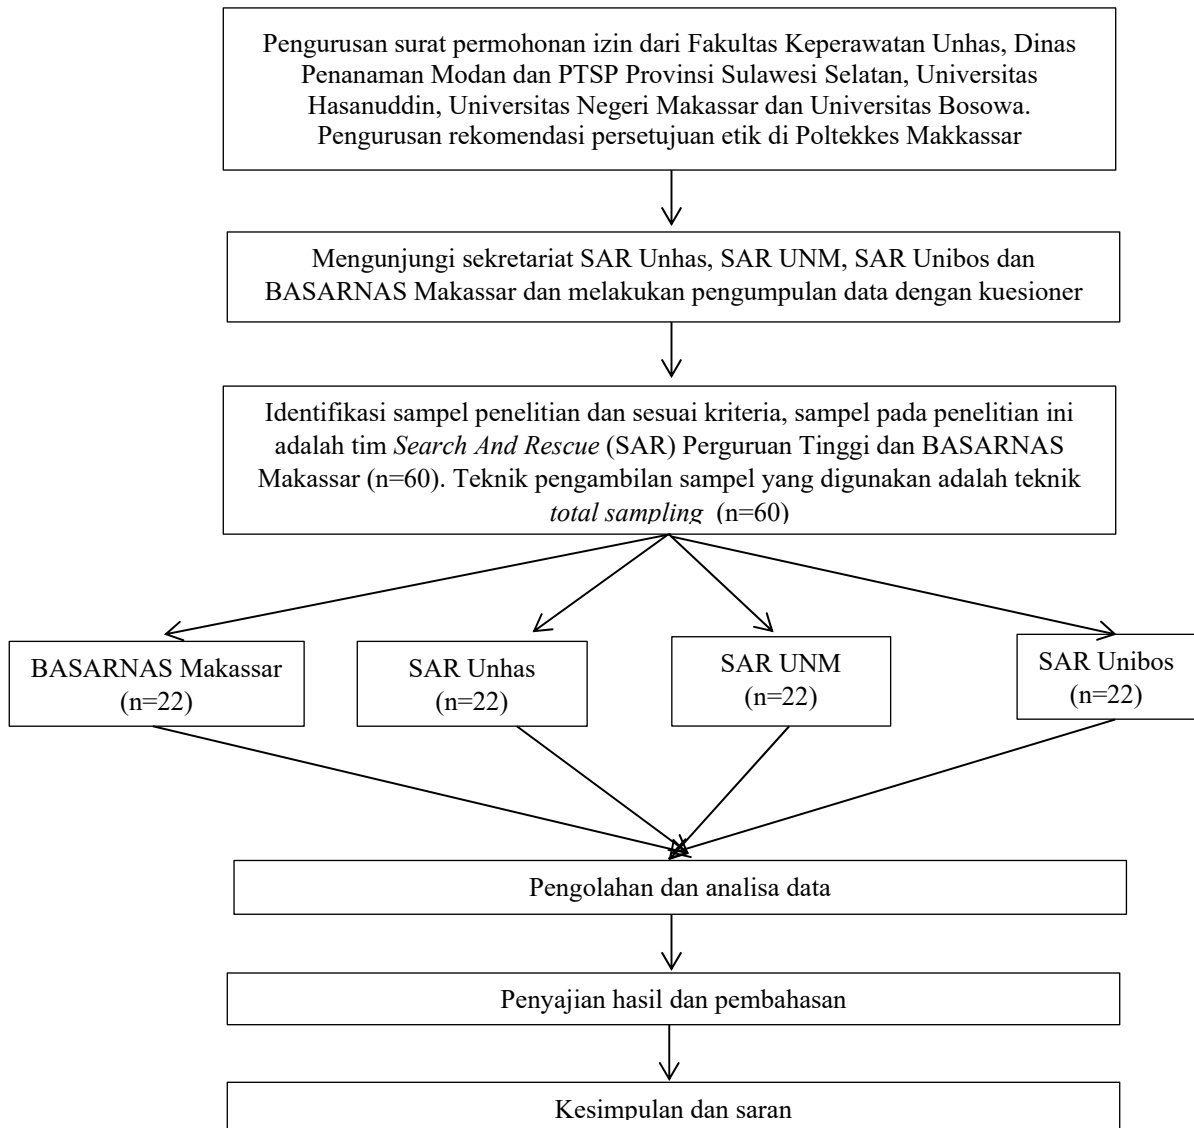 Pengurusan surat permohonan izin dari Fakultas Keperawatan Unhas, Dinas
Penanaman Modan dan PTSP Provinsi Sulawesi Selatan, Universitas
Hasanuddin, Universitas Negeri Makassar dan Universitas Bosowa.
Pengurusan rekomendasi persetujuan etik di Poltekkes Makkassar
Mengunjungi sekretariat SAR Unhas, SAR UNM, SAR Unibos dan
BASARNAS Makassar dan melakukan pengumpulan data dengan kuesioner
Identifikasi sampel penelitian dan sesuai kriteria, sampel pada penelitian ini
adalah tim Search And Rescue (SAR) Perguruan Tinggi dan BASARNAS
Makassar (n=60). Teknik pengambilan sampel yang digunakan adalah teknik
total sampling (n=60)
BASARNAS Makassar
(n=22)
SAR Unhas
(n=22)
SAR UNM
(n=22)
SAR Unibos
(n=22)
Pengolahan dan analisa data
Penyajian hasil dan pembahasan
Kesimpulan dan saran